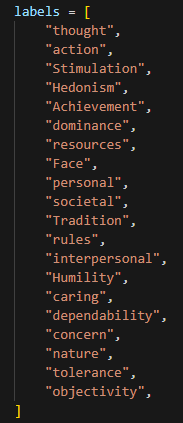 labels = [
"thought",
"action",
"Stimulation",
"Hedonism",
"Achievement",
"dominance",
"resources",
"Face",
"personal",
"societal",
"Tradition",
"rules",
"interpersonal",
"Humility",
"caring",
"dependability",
"concern",
"nature",
"tolerance",
"objectivity",
]